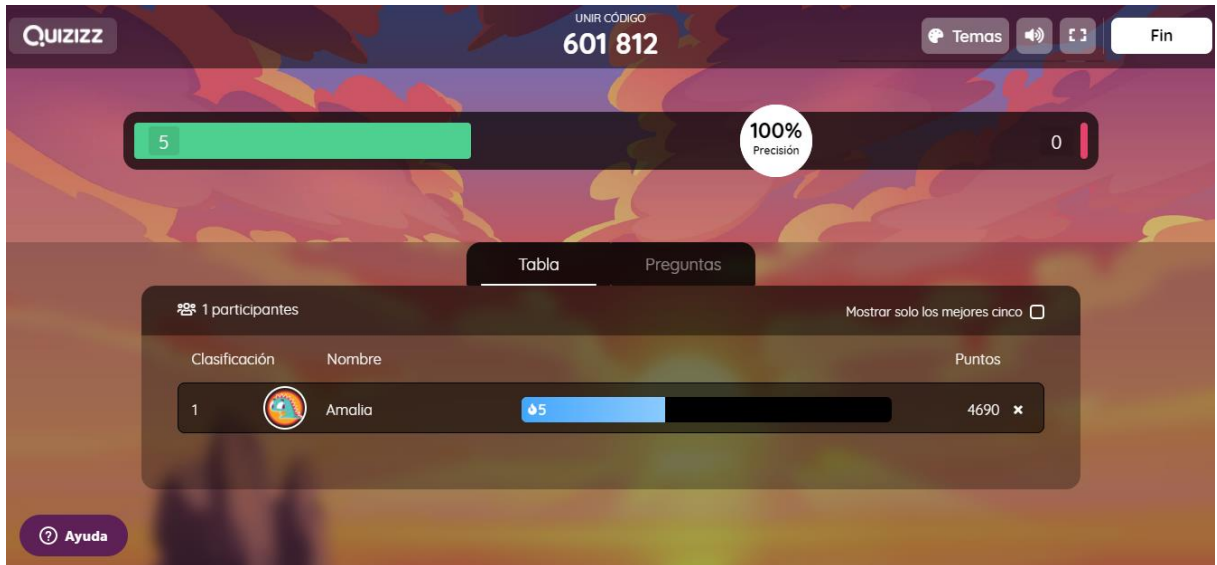 QUIZIZZ
UNIR CÓDIGO
601 812
Temas
Fin
5
100%
Precisión
0
Tabla Preguntas
1 participantes Mostrar solo los mejores cinco
Clasificación Nombre Puntos
1 Amalia 5 4690
Ayuda